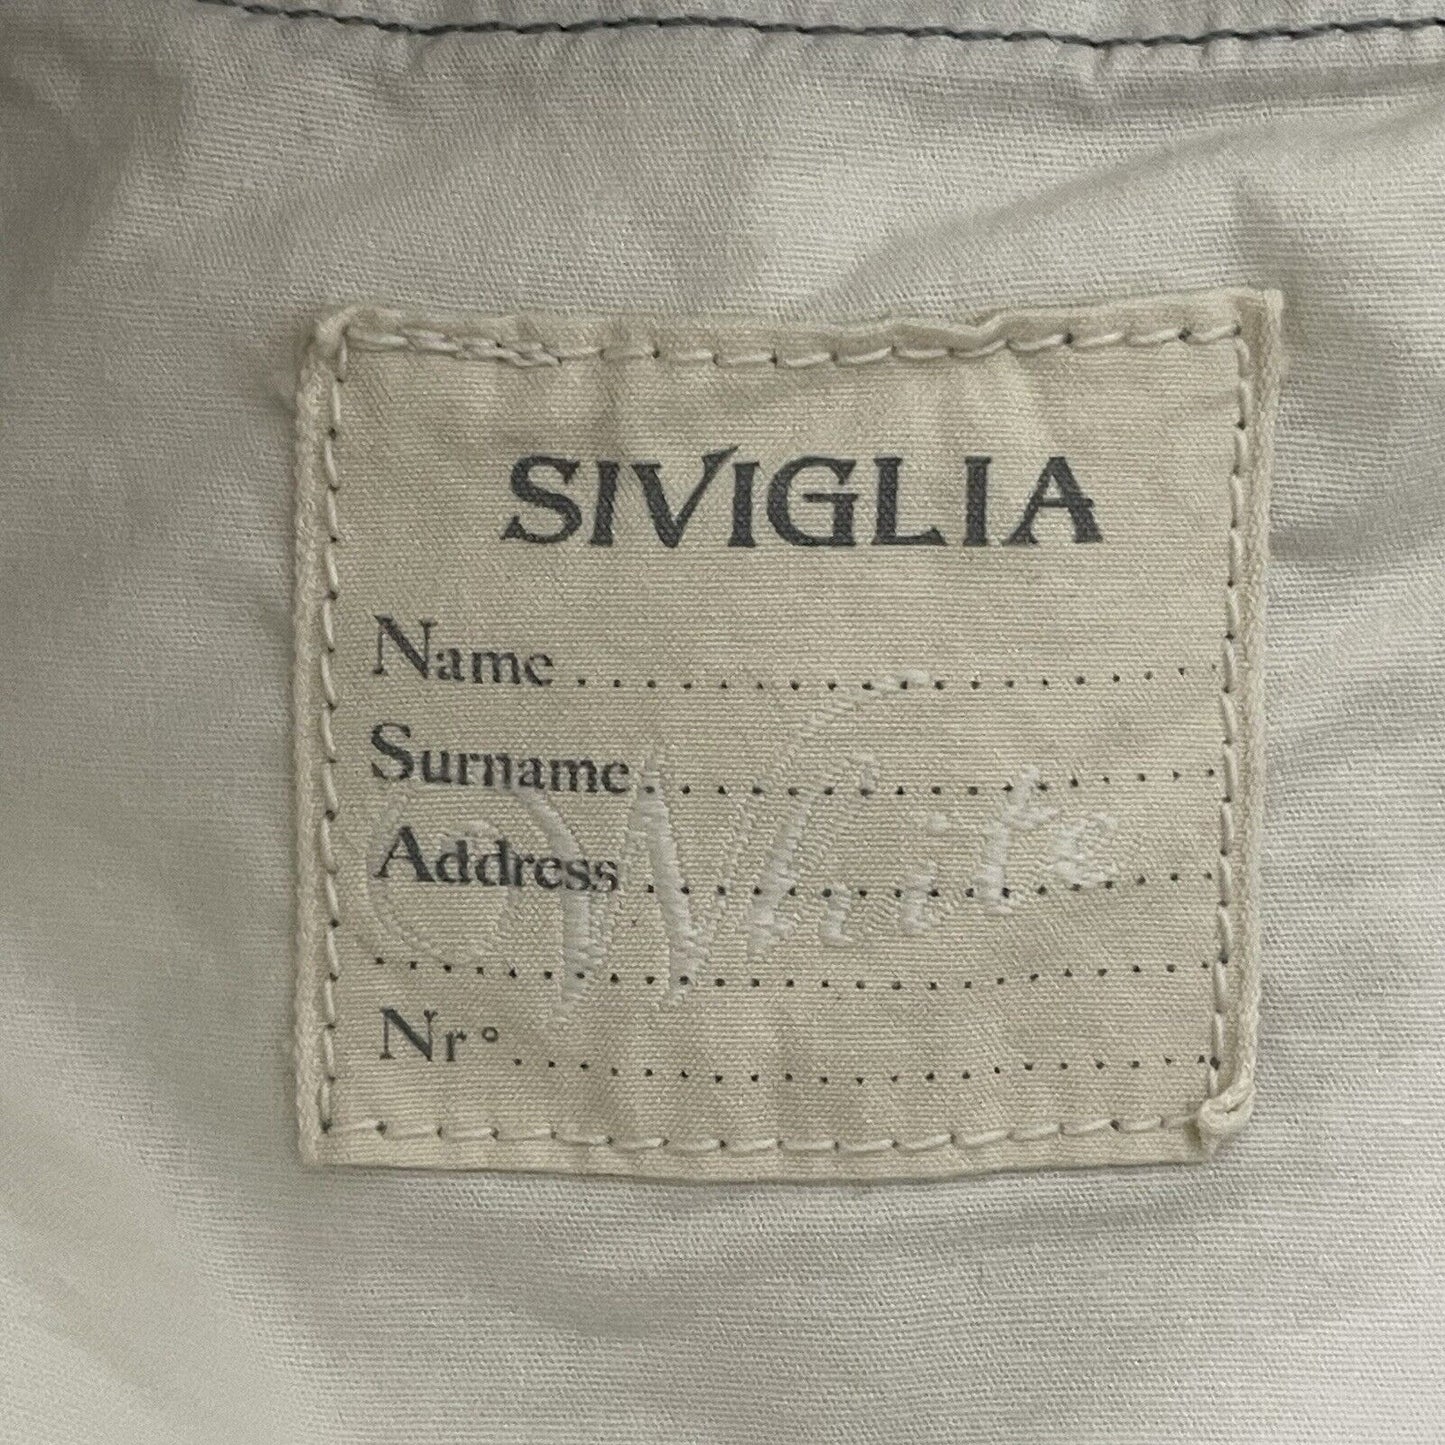 SIVIGLIA
Name ..................
Surname ................
Address ................
White
........................
Nr° ....................